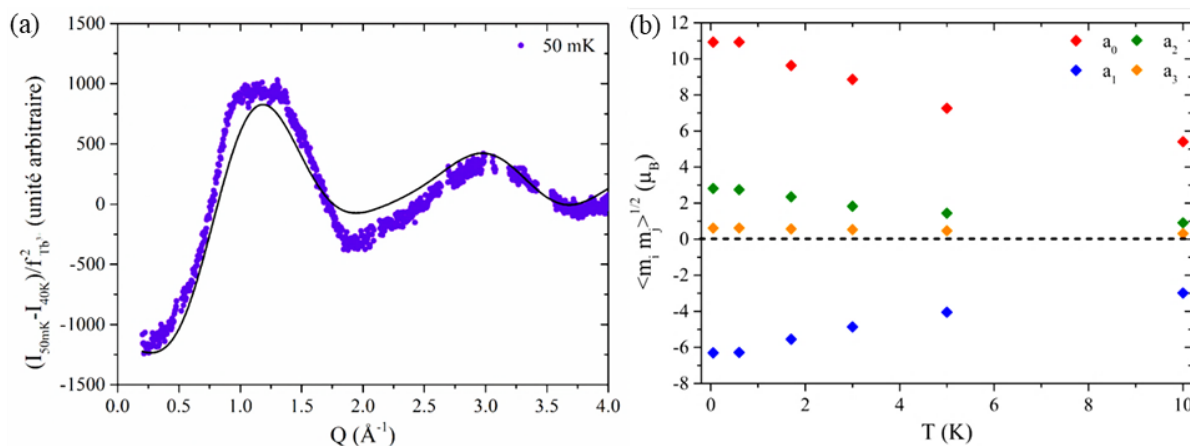 (a)
1500
1000
500
0
-500
-1000
-1500
50 mK
(I50mK-I40K)/f²Tb³⁺ (unité arbitraire)
0.0 0.5 1.0 1.5 2.0 2.5 3.0 3.5 4.0
Q (Å⁻¹)
(b)
12
10
8
6
4
2
0
-2
-4
-6
-8
a₀ a₂
a₁ a₃
<mᵢ mⱼ>¹ᐟ² (μB)
0 2 4 6 8 10
T (K)